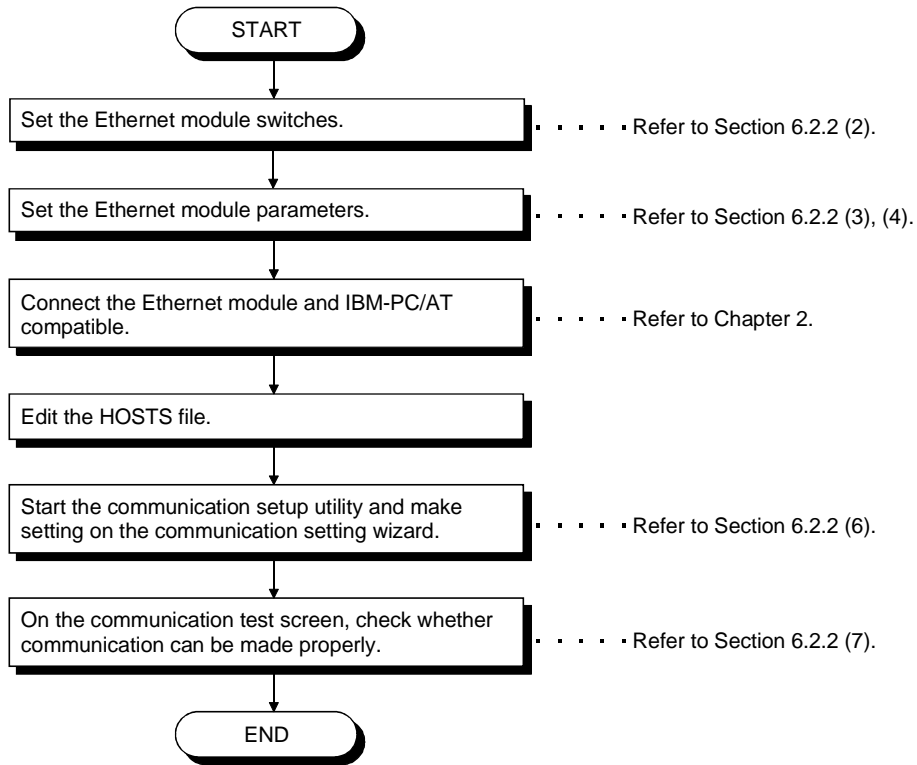 START
Set the Ethernet module switches.
Refer to Section 6.2.2 (2).
Set the Ethernet module parameters.
Refer to Section 6.2.2 (3), (4).
Connect the Ethernet module and IBM-PC/AT
compatible.
Refer to Chapter 2.
Edit the HOSTS file.
Start the communication setup utility and make
setting on the communication setting wizard.
Refer to Section 6.2.2 (6).
On the communication test screen, check whether
communication can be made properly.
Refer to Section 6.2.2 (7).
END